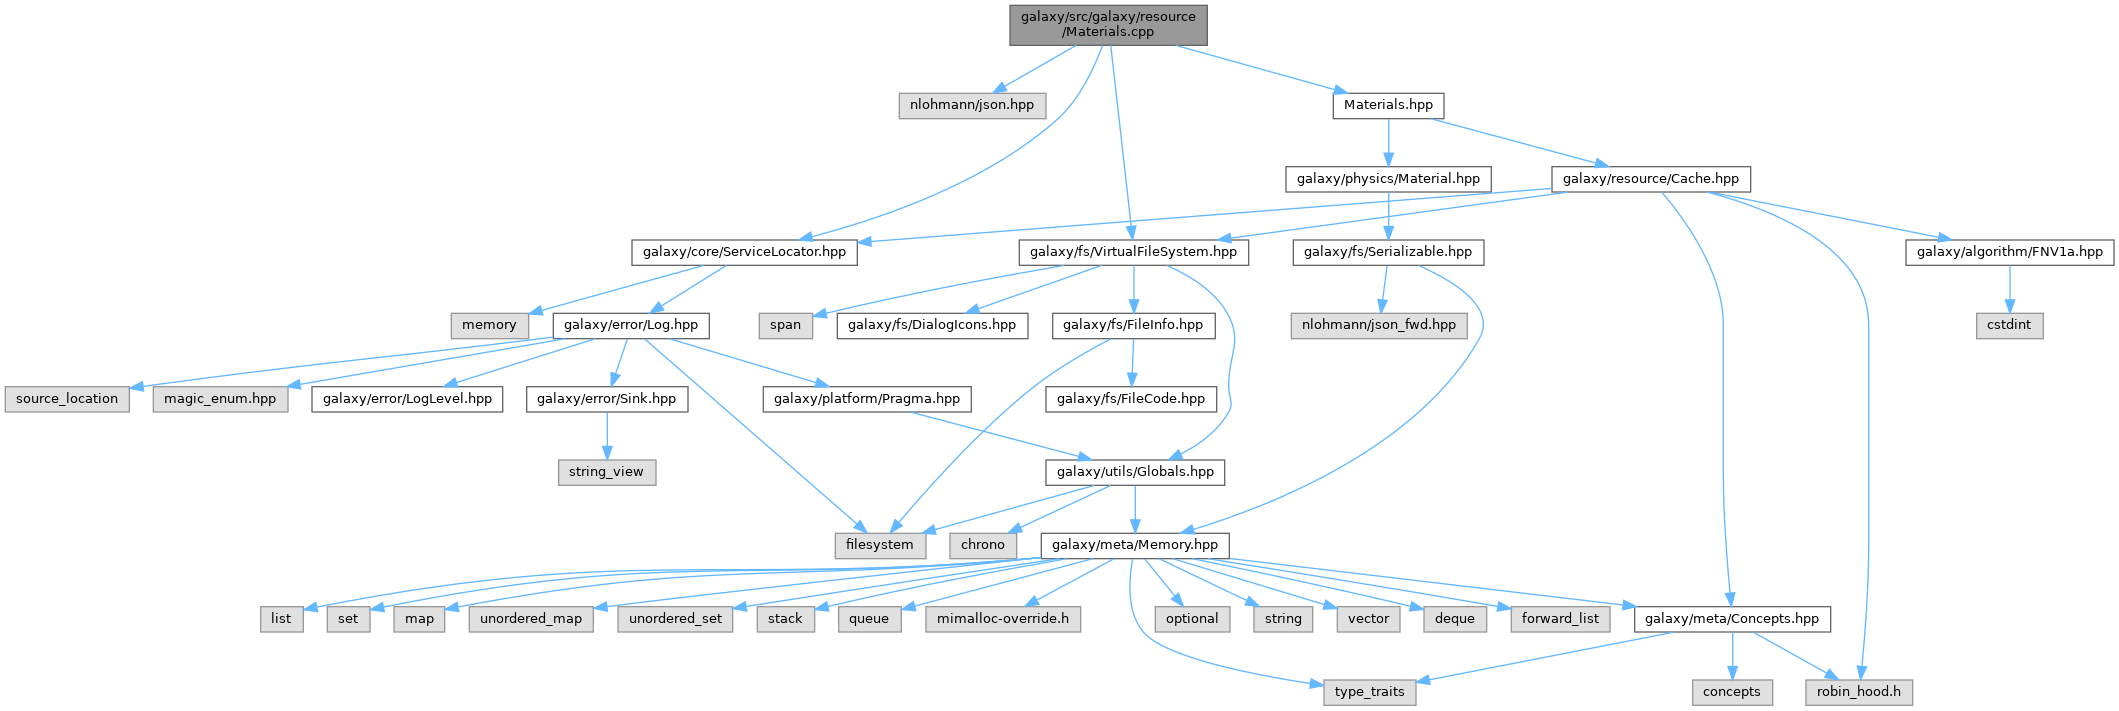 galaxy/src/galaxy/resource
/Materials.cpp
nlohmann/json.hpp
Materials.hpp
galaxy/physics/Material.hpp
galaxy/resource/Cache.hpp
galaxy/core/ServiceLocator.hpp
galaxy/fs/VirtualFileSystem.hpp
galaxy/fs/Serializable.hpp
galaxy/algorithm/FNV1a.hpp
memory
galaxy/error/Log.hpp
span
galaxy/fs/DialogIcons.hpp
galaxy/fs/FileInfo.hpp
nlohmann/json_fwd.hpp
cstdint
source_location
magic_enum.hpp
galaxy/error/LogLevel.hpp
galaxy/error/Sink.hpp
galaxy/platform/Pragma.hpp
galaxy/fs/FileCode.hpp
string_view
galaxy/utils/Globals.hpp
filesystem
chrono
galaxy/meta/Memory.hpp
list
set
map
unordered_map
unordered_set
stack
queue
mimalloc-override.h
optional
string
vector
deque
forward_list
galaxy/meta/Concepts.hpp
type_traits
concepts
robin_hood.h